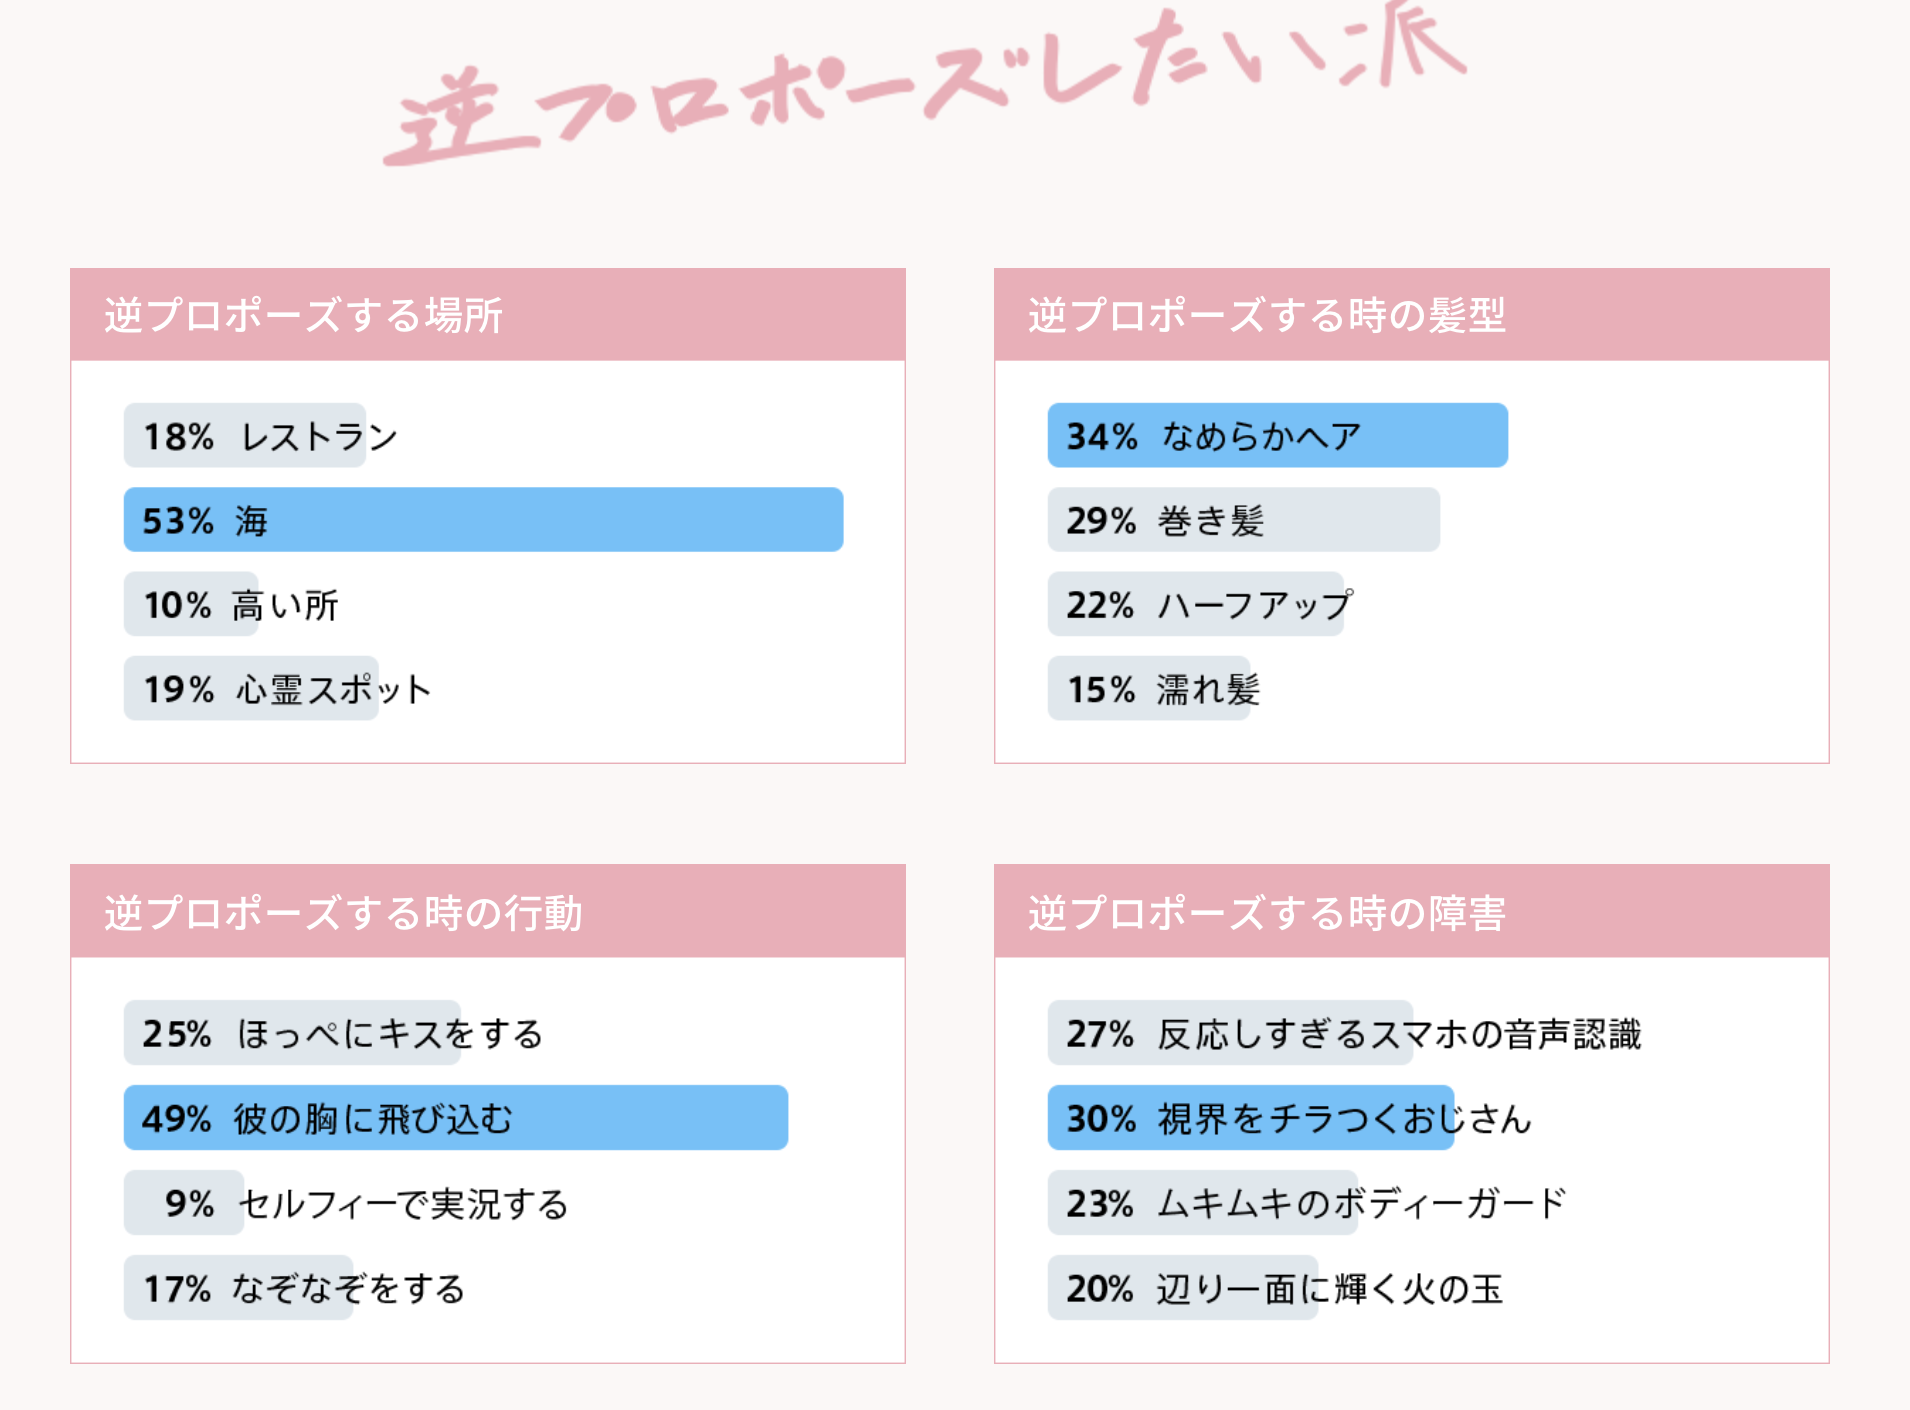 逆プロポーズしたい派
逆プロポーズする場所
18% レストラン
53% 海
10% 高い所
19% 心霊スポット
逆プロポーズする時の髪型
34% なめらかヘア
29% 巻き髪
22% ハーフアップ
15% 濡れ髪
逆プロポーズする時の行動
25% ほっぺにキスをする
49% 彼の胸に飛び込む
9% セルフィーで実況する
17% なぞなぞをする
逆プロポーズする時の障害
27% 反応しすぎるスマホの音声認識
30% 視界をチラつくおじさん
23% ムキムキのボディーガード
20% 辺り一面に輝く火の玉